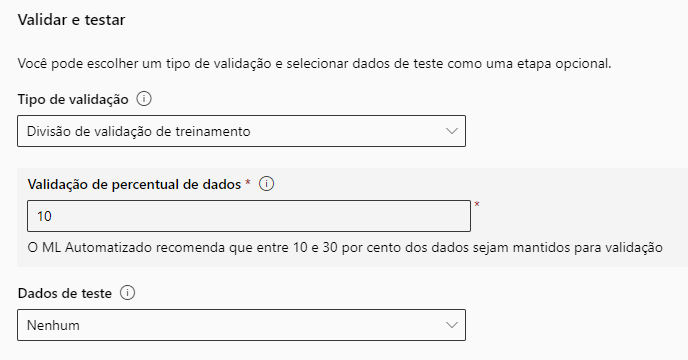 Validar e testar
Você pode escolher um tipo de validação e selecionar dados de teste como uma etapa opcional.
Tipo de validação
Divisão de validação de treinamento
Validação de percentual de dados *
10
*
O ML Automatizado recomenda que entre 10 e 30 por cento dos dados sejam mantidos para validação
Dados de teste
Nenhum